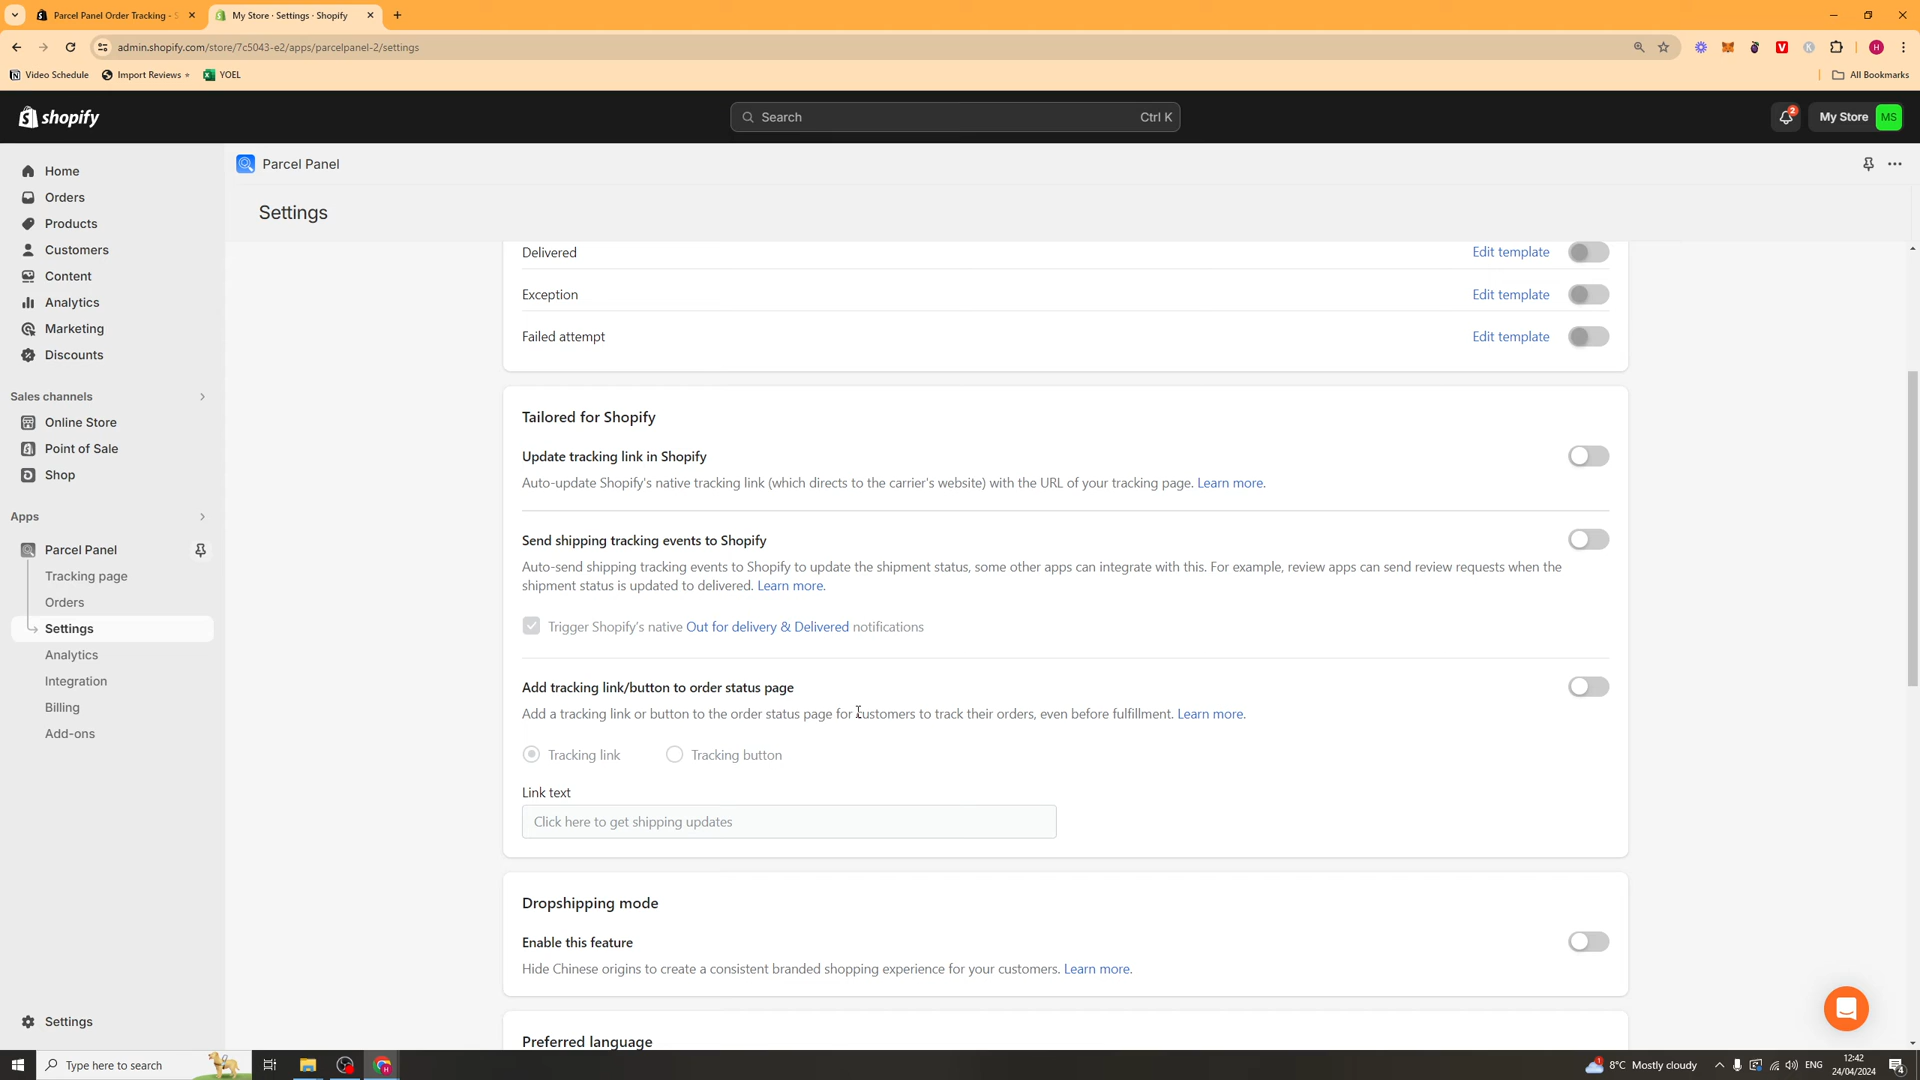 Parcel Panel Order Tracking - S
My Store · Settings · Shopify
admin.shopify.com/store/7c5043-e2/apps/parcelpanel-2/settings
Video Schedule
Import Reviews
YOEL
All Bookmarks
shopify
Search
Ctrl K
2
My Store
MS
Home
Orders
Products
Customers
Content
Analytics
Marketing
Discounts
Sales channels
Online Store
Point of Sale
Shop
Apps
Parcel Panel
Tracking page
Orders
Settings
Analytics
Integration
Billing
Add-ons
Settings
Parcel Panel
Settings
Delivered Edit template
Exception Edit template
Failed attempt Edit template
Tailored for Shopify
Update tracking link in Shopify
Auto-update Shopify's native tracking link (which directs to the carrier's website) with the URL of your tracking page. Learn more.
Send shipping tracking events to Shopify
Auto-send shipping tracking events to Shopify to update the shipment status, some other apps can integrate with this. For example, review apps can send review requests when the
shipment status is updated to delivered. Learn more.
Trigger Shopify's native Out for delivery & Delivered notifications
Add tracking link/button to order status page
Add a tracking link or button to the order status page for customers to track their orders, even before fulfillment. Learn more.
Tracking link Tracking button
Link text
Click here to get shipping updates
Dropshipping mode
Enable this feature
Hide Chinese origins to create a consistent branded shopping experience for your customers. Learn more.
Preferred language
Type here to search
8°C Mostly cloudy
ENG
12:42
24/04/2024
4